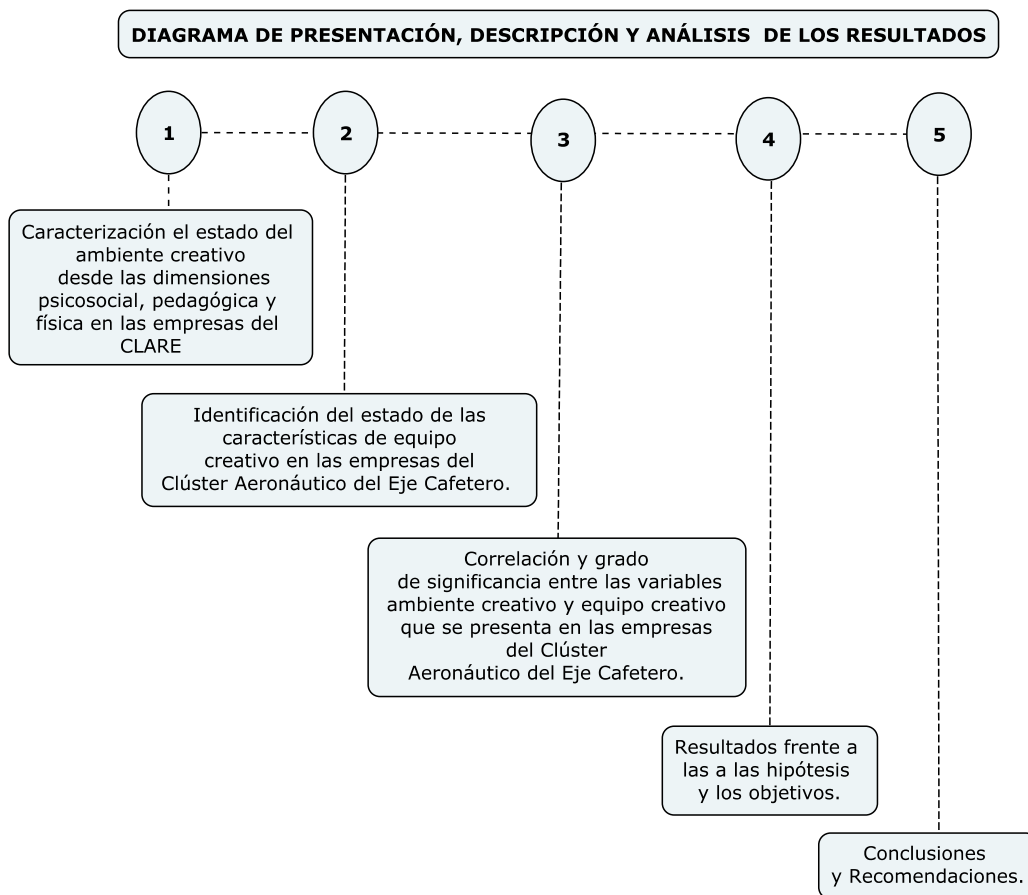 DIAGRAMA DE PRESENTACIÓN, DESCRIPCIÓN Y ANÁLISIS DE LOS RESULTADOS
1
2
3
4
5
Caracterización el estado del
ambiente creativo
desde las dimensiones
psicosocial, pedagógica y
física en las empresas del
CLARE
Identificación del estado de las
características de equipo
creativo en las empresas del
Clúster Aeronáutico del Eje Cafetero.
Correlación y grado
de significancia entre las variables
ambiente creativo y equipo creativo
que se presenta en las empresas
del Clúster
Aeronáutico del Eje Cafetero.
Resultados frente a
las a las hipótesis
y los objetivos.
Conclusiones
y Recomendaciones.